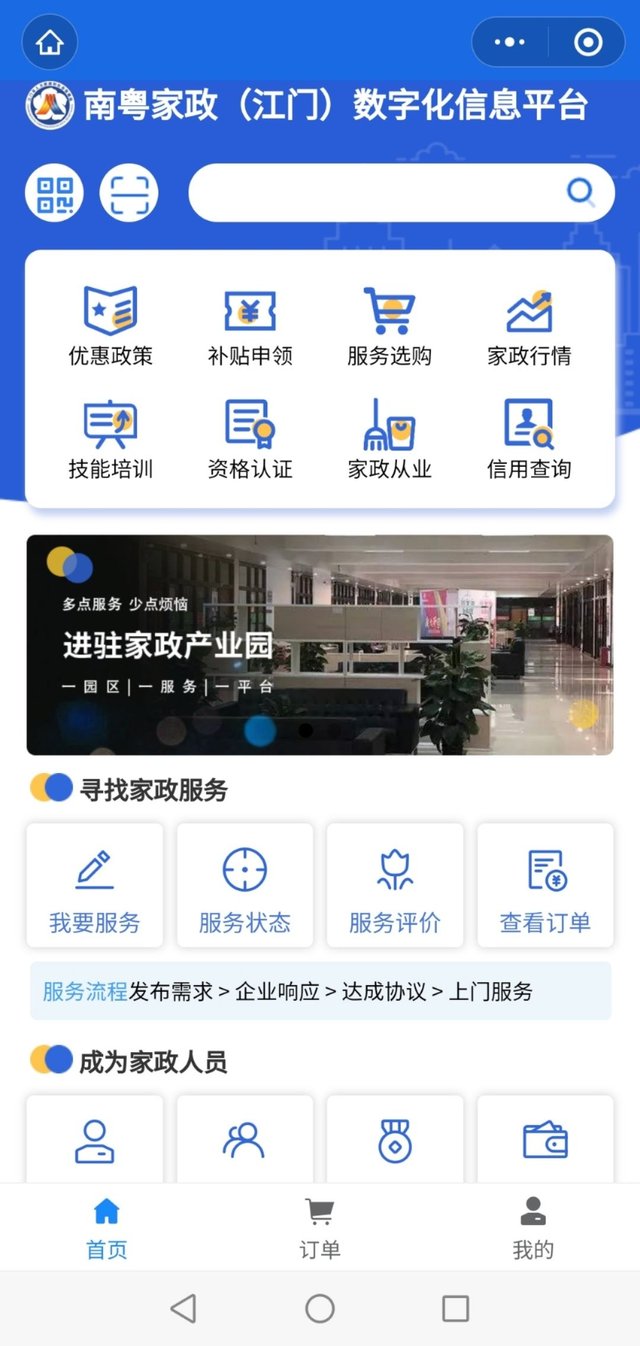 南粤家政（江门）数字化信息平台
优惠政策 补贴申领 服务选购 家政行情
技能培训 资格认证 家政从业 信用查询
多点服务 少点烦恼
进驻家政产业园
一园区|一服务|一平台
寻找家政服务
我要服务 服务状态 服务评价 查看订单
服务流程发布需求 > 企业响应 > 达成协议 > 上门服务
成为家政人员
首页 订单 我的